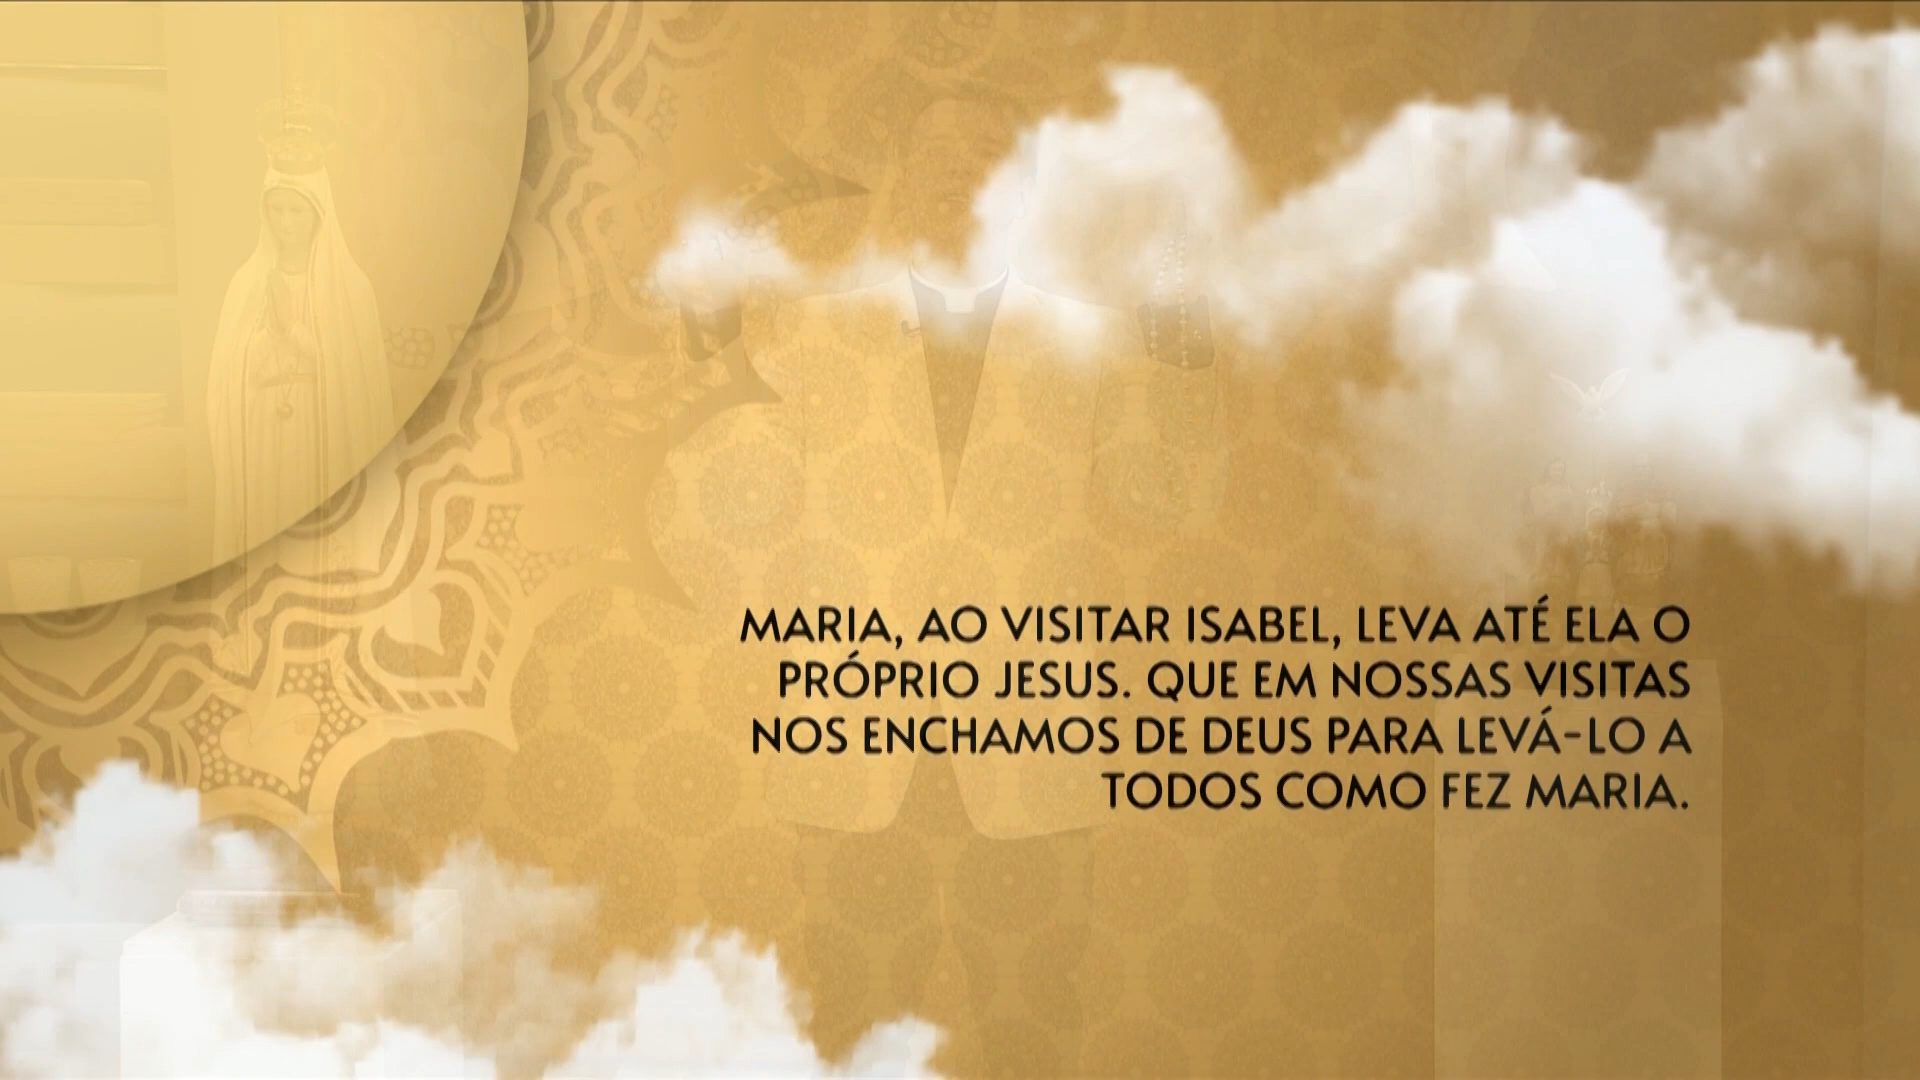 MARIA, AO VISITAR ISABEL, LEVA ATÉ ELA O
PRÓPRIO JESUS. QUE EM NOSSAS VISITAS
NOS ENCHAMOS DE DEUS PARA LEVÁ-LO A
TODOS COMO FEZ MARIA.